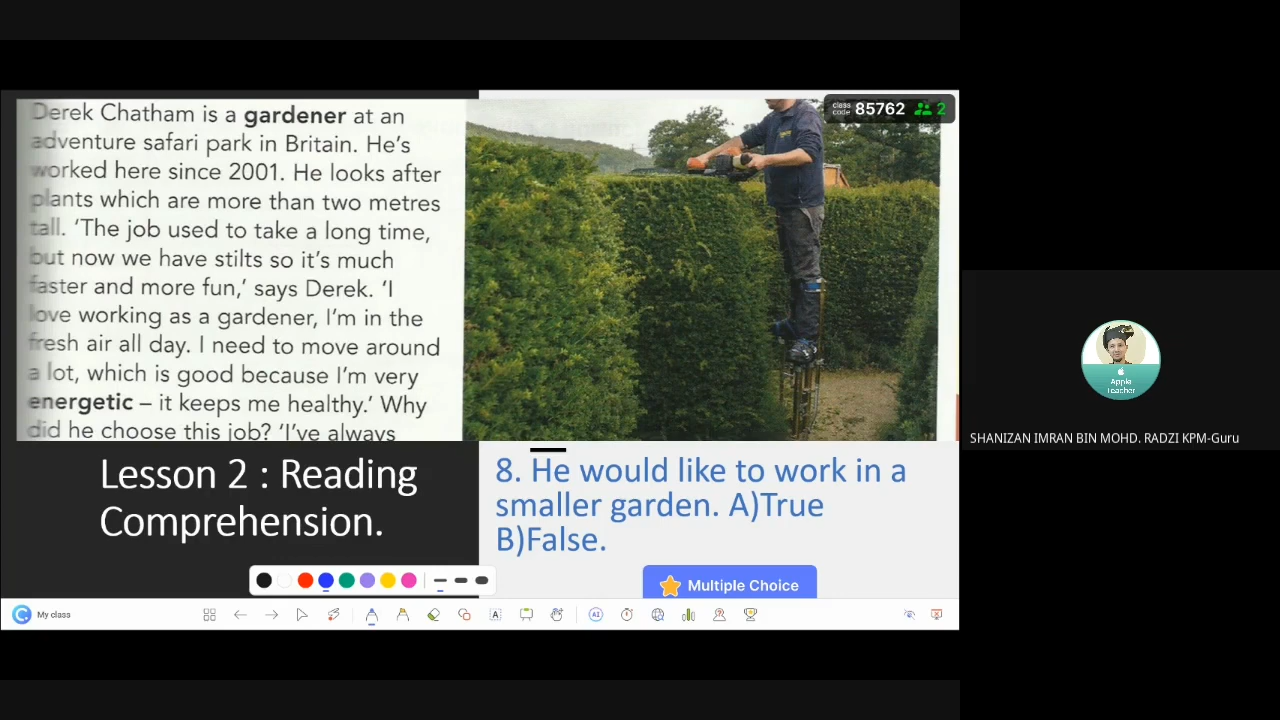 Derek Chatham is a gardener at an
adventure safari park in Britain. He's
worked here since 2001. He looks after
plants which are more than two metres
tall. 'The job used to take a long time,
but now we have stilts so it's much
faster and more fun,' says Derek. 'I
love working as a gardener, I'm in the
fresh air all day. I need to move around
a lot, which is good because I'm very
energetic – it keeps me healthy.' Why
did he choose this job? 'I've always
class code 85762 2
Lesson 2 : Reading
Comprehension.
8. He would like to work in a
smaller garden. A)True
B)False.
Multiple Choice
My class
A
AI
Apple
Teacher
SHANIZAN IMRAN BIN MOHD. RADZI KPM-Guru